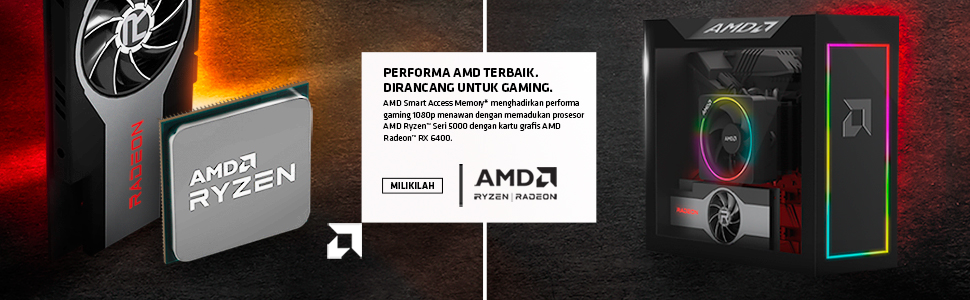 RADEON
AMD
RYZEN
PERFORMA AMD TERBAIK.
DIRANCANG UNTUK GAMING.
AMD Smart Access Memory* menghadirkan performa
gaming 1080p menawan dengan memadukan prosesor
AMD Ryzen™ Seri 5000 dengan kartu grafis AMD
Radeon™ RX 6400.
MILIKILAH
AMD
RYZEN | RADEON
AMD
AMD
AMD
RADEON